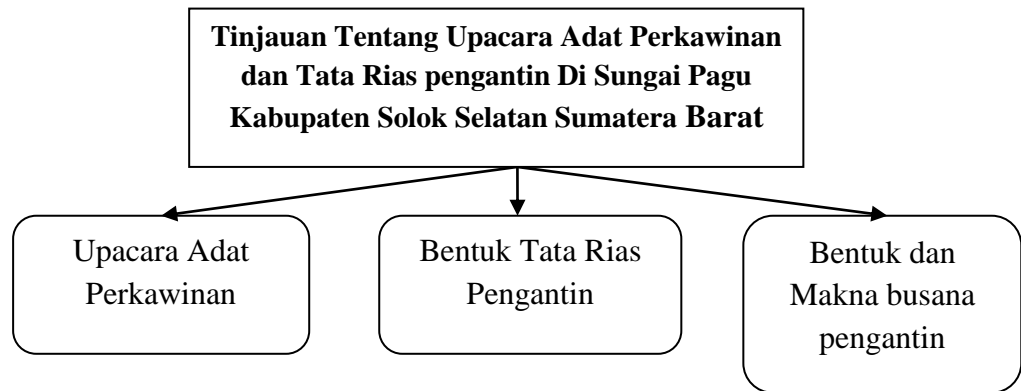 Tinjauan Tentang Upacara Adat Perkawinan
dan Tata Rias pengantin Di Sungai Pagu
Kabupaten Solok Selatan Sumatera Barat
Upacara Adat
Perkawinan
Bentuk Tata Rias
Pengantin
Bentuk dan
Makna busana
pengantin